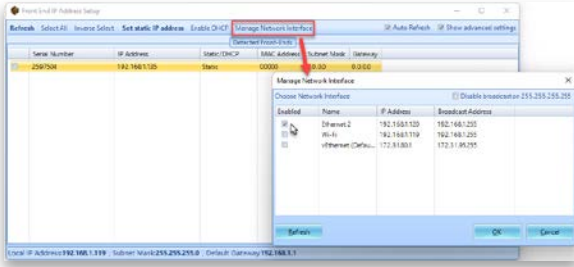 Front End IP Address Setup
Refresh Select All Inverse Select Set static IP address Enable DHCP Manage Network Interface Auto Refresh Show advanced settings
Detected Front-Ends
Serial Number IP Address Static/DHCP MAC Address Subnet Mask Gateway
2597504 192.168.1.135 Static 0.0.0.0
Manage Network Interface
Choose Network Interface Disable broadcast on 255.255.255.255
Enabled Name IP Address Broadcast Address
Ethernet 2 192.168.1.120 192.168.1.255
Wi-Fi 192.168.1.119 192.168.1.255
vEthernet (Defau... 172.31.80.1 172.31.95.255
Refresh OK Cancel
Local IP Address:192.168.1.119 Subnet Mask:255.255.255.0 Default Gateway:192.168.1.1